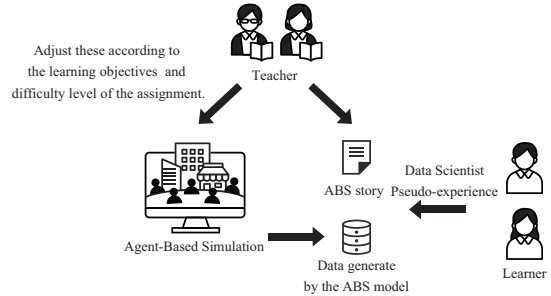 Adjust these according to
the learning objectives and
difficulty level of the assignment.
Teacher
ABS story
Data Scientist
Pseudo-experience
Agent-Based Simulation
Data generate
by the ABS model
Learner